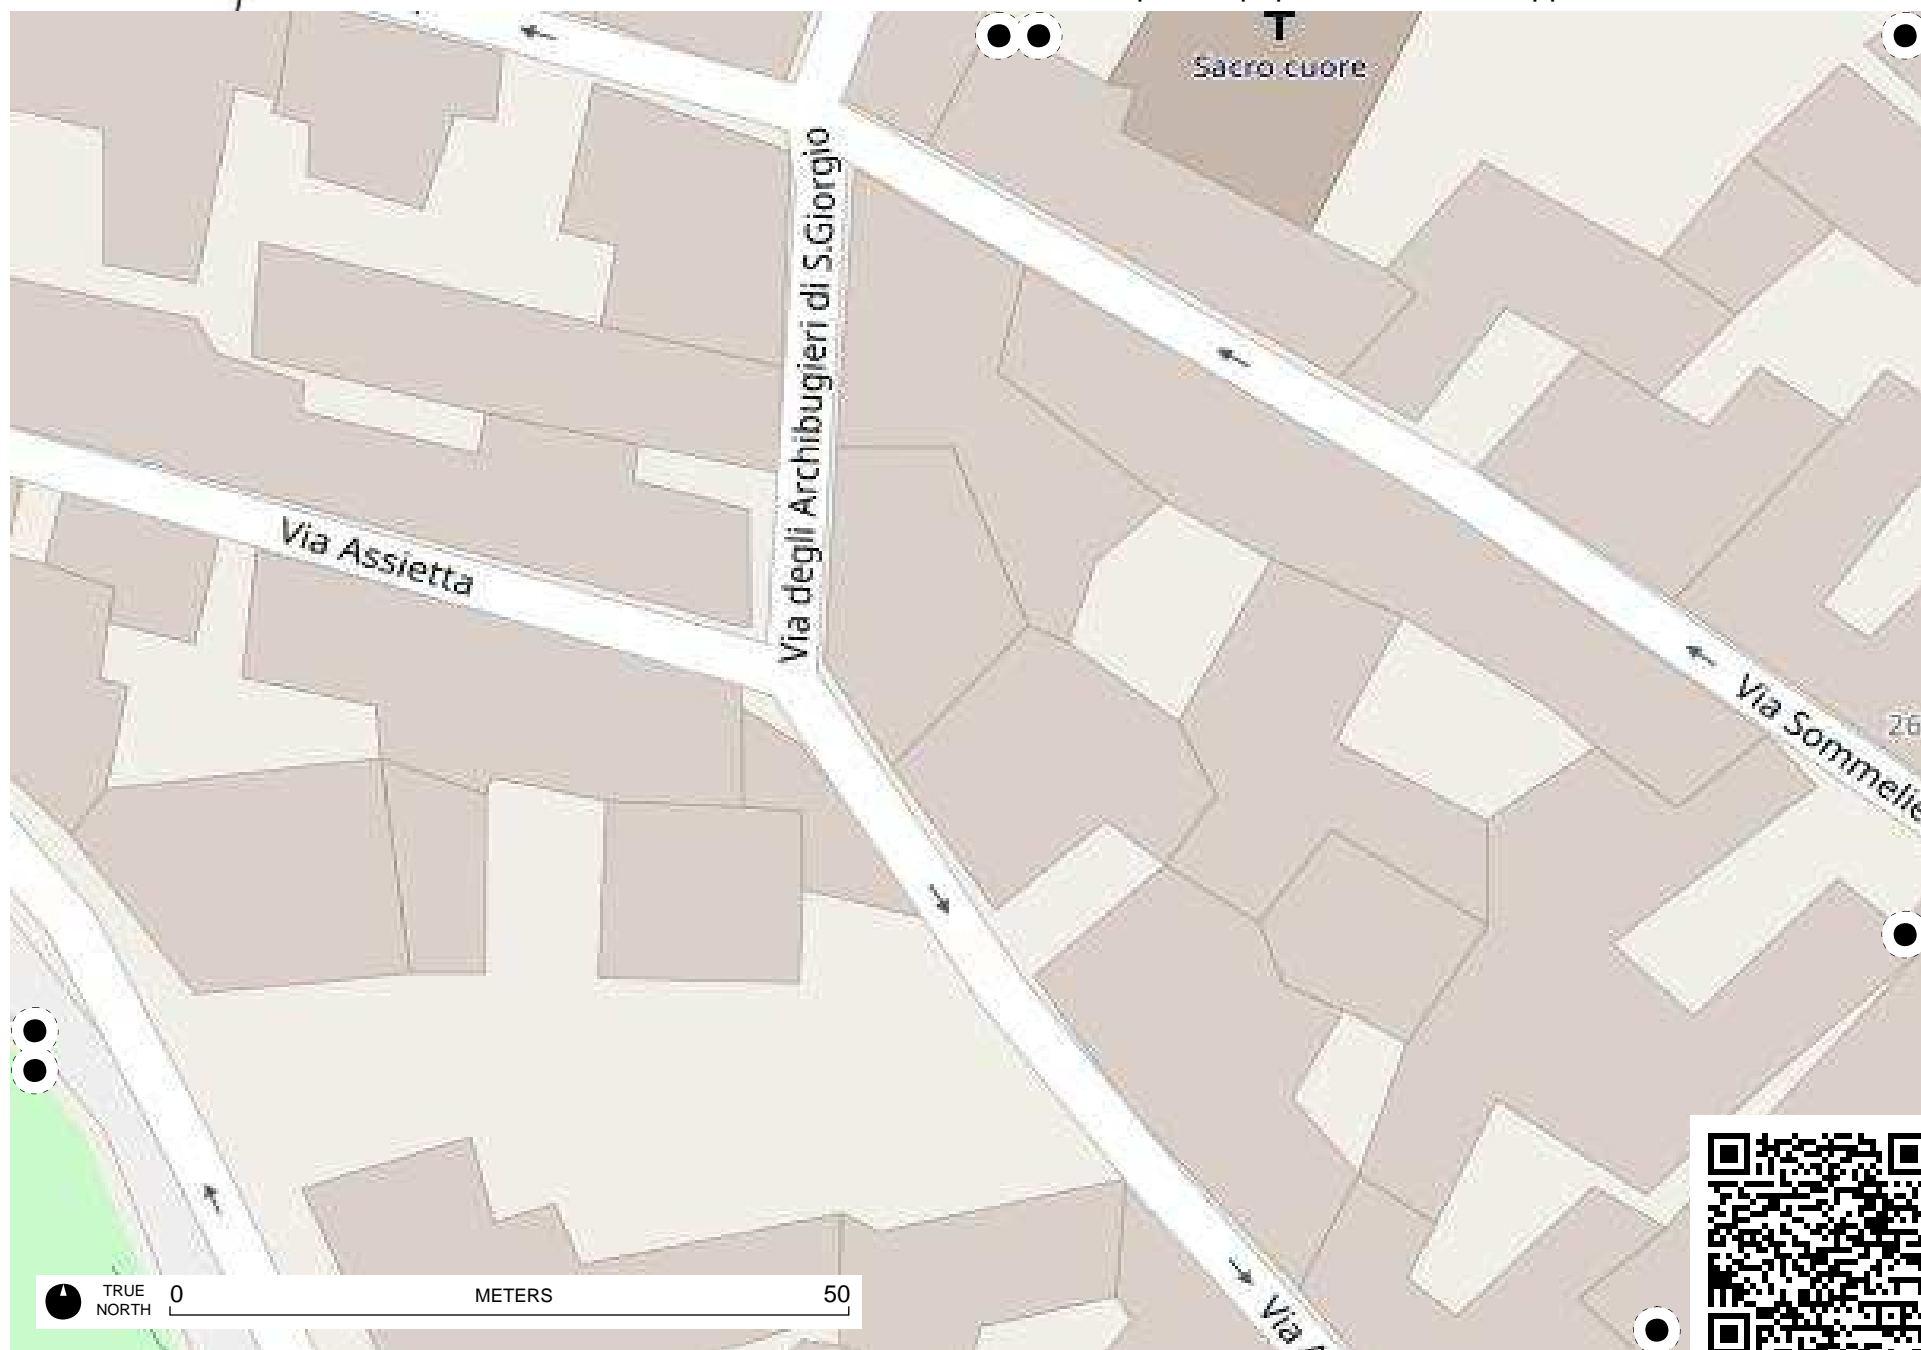 Sacro cuore
Via degli Archibugieri di S.Giorgio
Via Assietta
26
Via Sommelie
Via
TRUE
NORTH
0
METERS
50